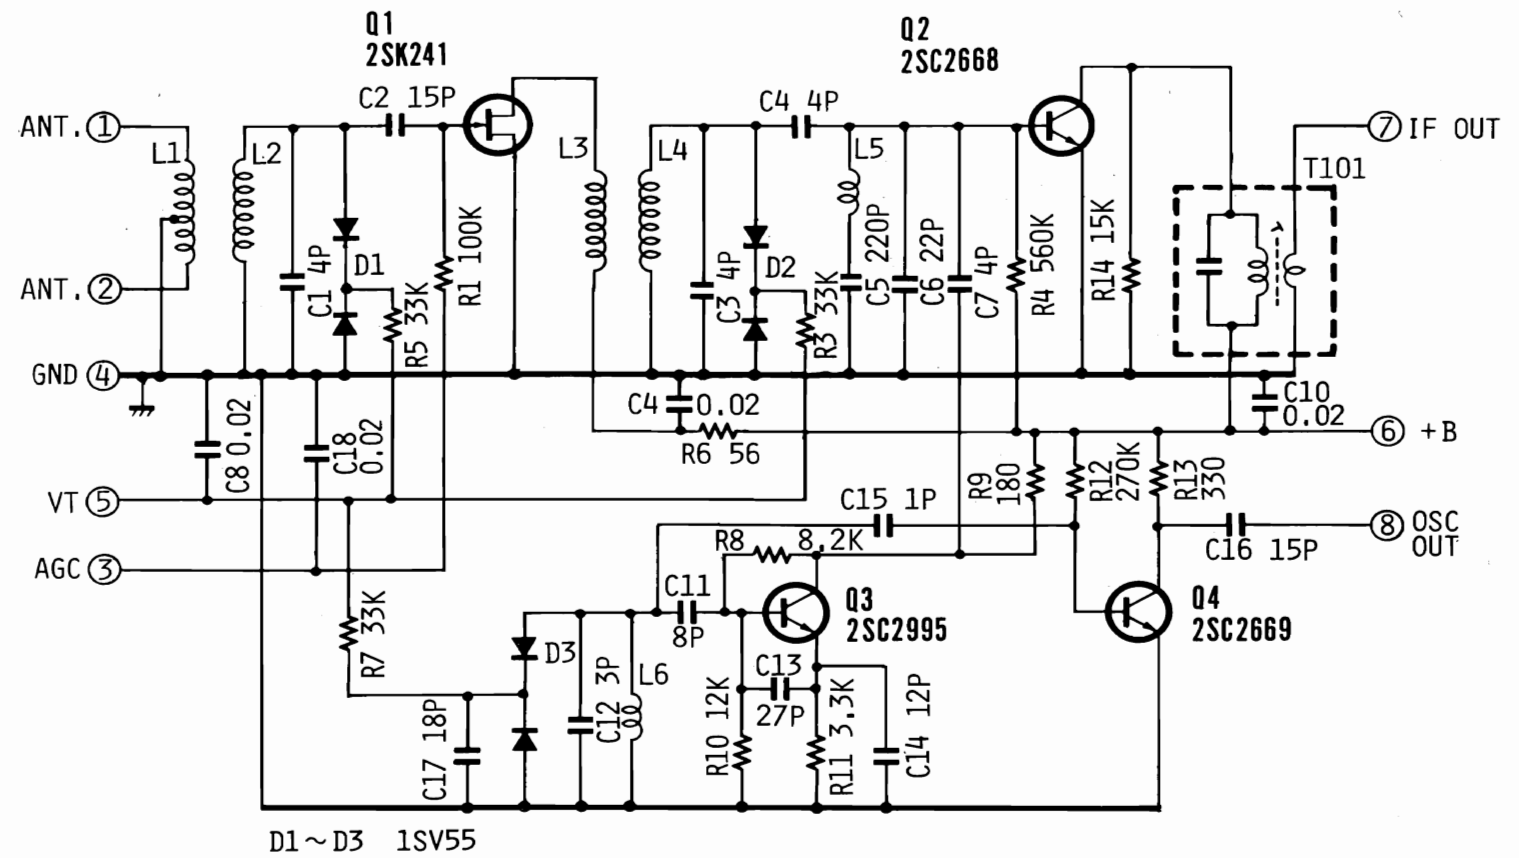 Q1
2SK241
Q2
2SC2668
C2 15P
C4 4P
ANT. ①
L1
L2
L3
L4
L5
⑦ IF OUT
T101
C1 4P
D1
R5 33K
R1 100K
C3 4P
D2
R3 33K
C5 220P
C6 22P
C7 4P
R4 560K
R14 15K
ANT. ②
GND ④
C8 0.02
C18 0.02
C4 0.02
R6 56
C10
0.02
⑥ +B
VT ⑤
C15 1P
R9
180
R12
270K
R13
330
⑧ OSC
OUT
C16 15P
AGC ③
R8 8.2K
C11
8P
Q3
2SC2995
Q4
2SC2669
R7 33K
D3
C12 3P
L6
C13
27P
R10 12K
R11 3.3K
C14 12P
C17 18P
D1～D3 1SV55